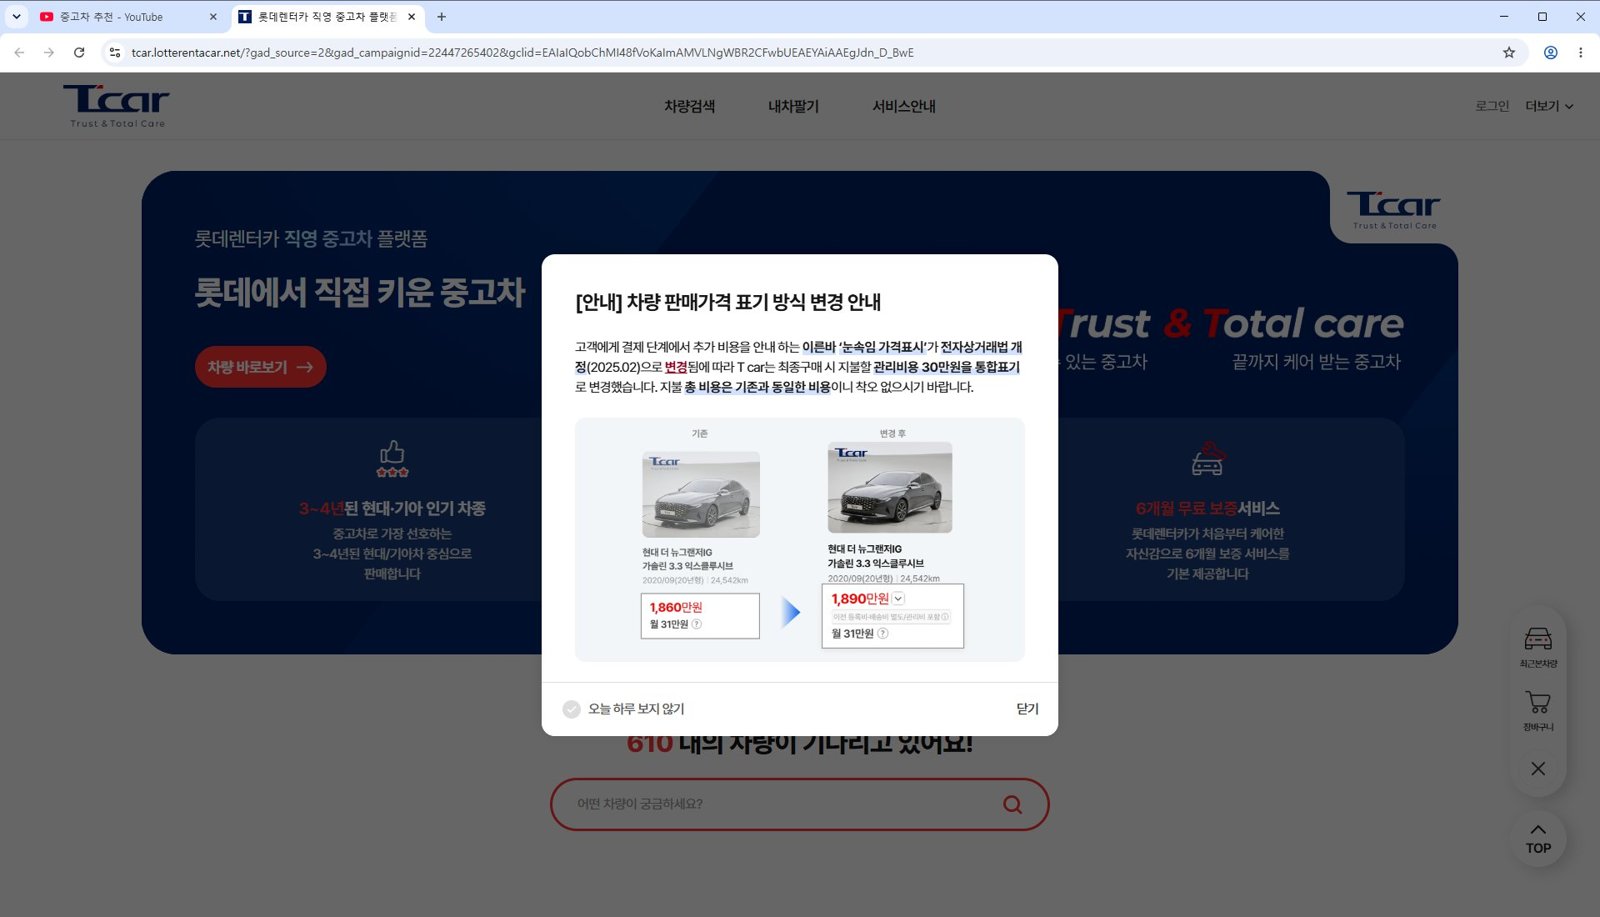 중고차 추천 - YouTube
롯데렌터카 직영 중고차 플랫폼
tcar.lotterentacar.net/?gad_source=2&gad_campaignid=22447265402&gclid=EAIaIQobChMI48fVoKaImAMVLNgWBR2CFwbUEAEYAiAAEgJdn_D_BwE
Tcar
Trust & Total Care
차량검색
내차팔기
서비스안내
로그인
더보기
Tcar
Trust & Total Care
롯데렌터카 직영 중고차 플랫폼
롯데에서 직접 키운 중고차
차량 바로보기 →
Trust & Total care
있는 중고차
끝까지 케어 받는 중고차
3~4년된 현대·기아 인기 차종
중고차로 가장 선호하는
3~4년된 현대/기아차 중심으로
판매합니다
6개월 무료 보증서비스
롯데렌터카가 처음부터 케어한
자신감으로 6개월 보증 서비스를
기본 제공합니다
[안내] 차량 판매가격 표기 방식 변경 안내
고객에게 결제 단계에서 추가 비용을 안내 하는 이른바 ‘눈속임 가격표시’가 전자상거래법 개
정(2025.02)으로 변경됨에 따라 T car는 최종구매 시 지불할 관리비용 30만원을 통합표기
로 변경했습니다. 지불 총 비용은 기존과 동일한 비용이니 착오 없으시기 바랍니다.
기존
변경 후
Tcar
Tcar
현대 더 뉴그랜저IG
가솔린 3.3 익스클루시브
2020/09(20년형) | 24,542km
1,860만원
월 31만원 ?
현대 더 뉴그랜저IG
가솔린 3.3 익스클루시브
2020/09(20년형) | 24,542km
1,890만원
이전 등록비·배송비 별도/관리비 포함
월 31만원 ?
오늘 하루 보지 않기
닫기
610 대의 차량이 기다리고 있어요!
어떤 차량이 궁금하세요?
최근본차량
장바구니
TOP